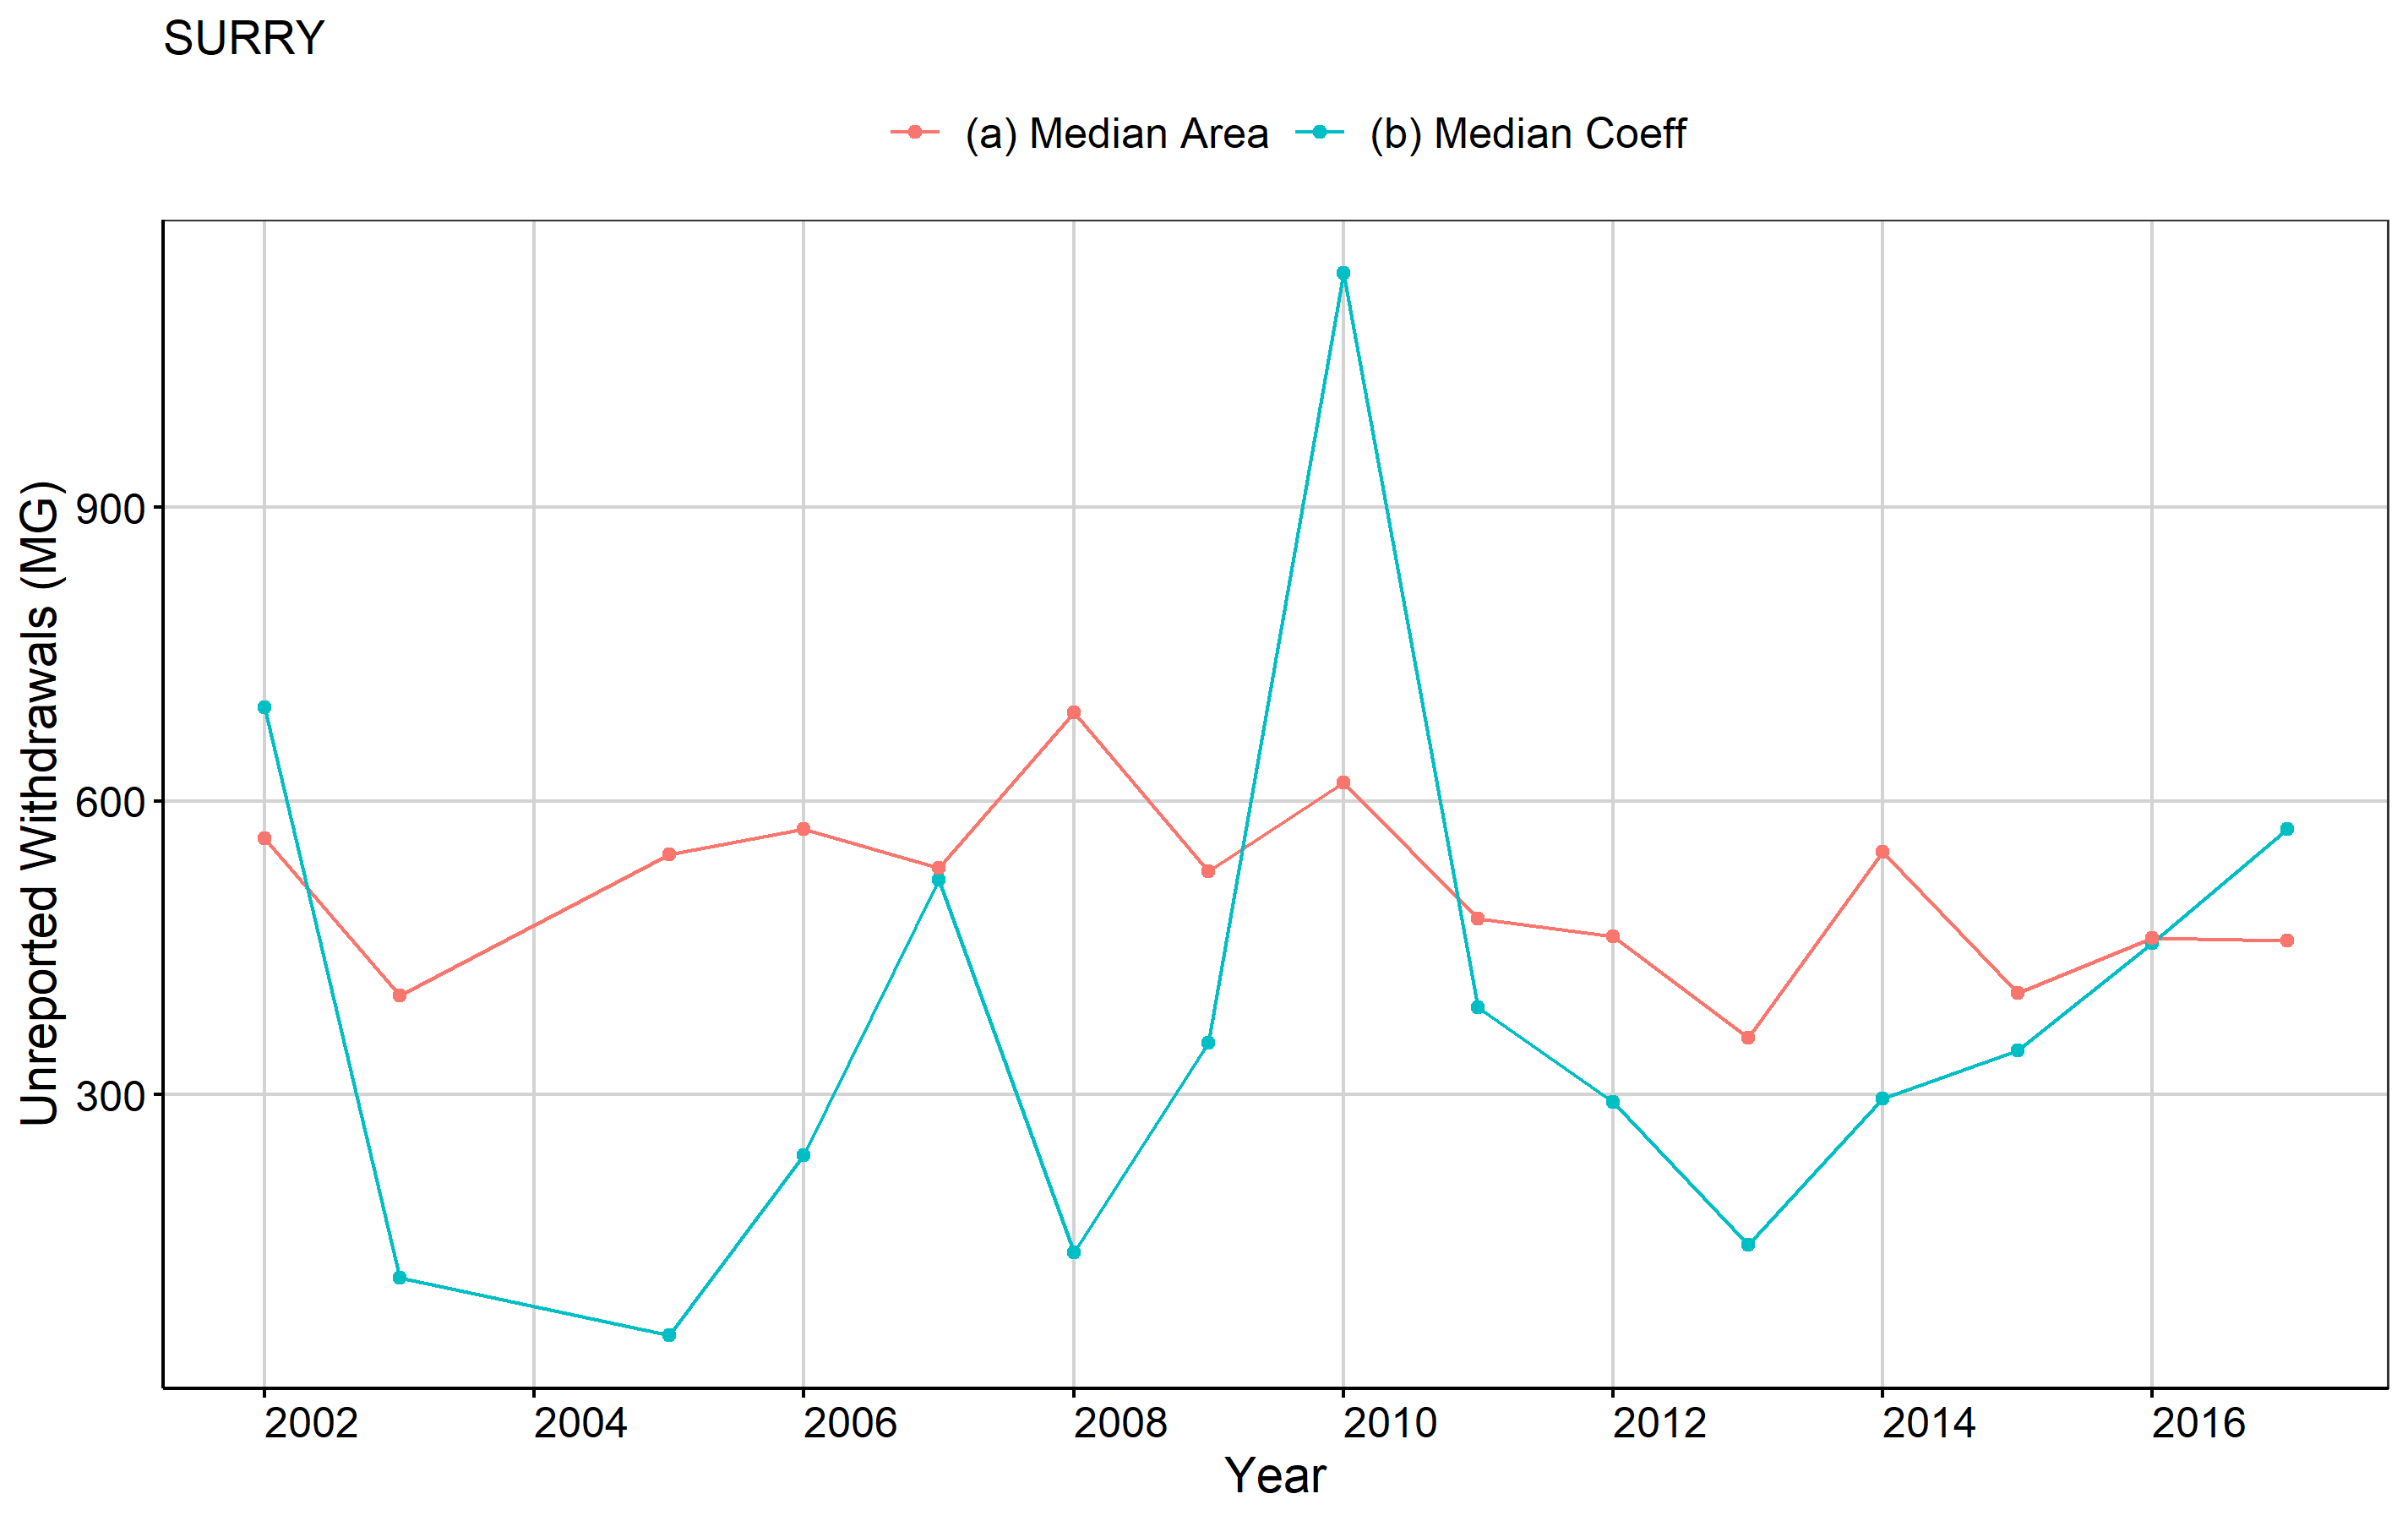 SURRY
(a) Median Area (b) Median Coeff
Unreported Withdrawals (MG)
900
600
300
2002 2004 2006 2008 2010 2012 2014 2016
Year